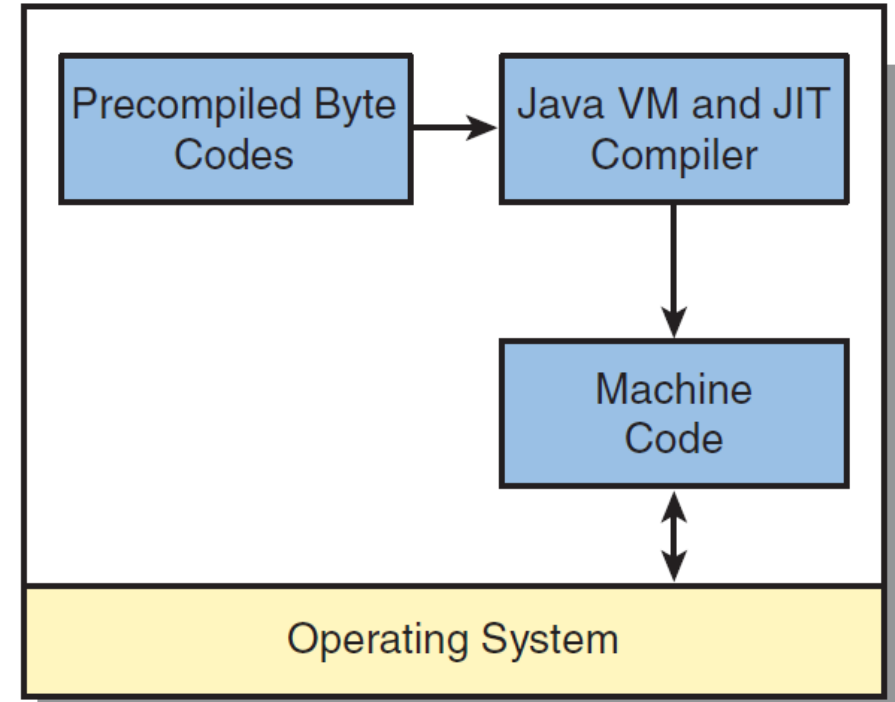 Precompiled Byte
Codes
Java VM and JIT
Compiler
Machine
Code
Operating System